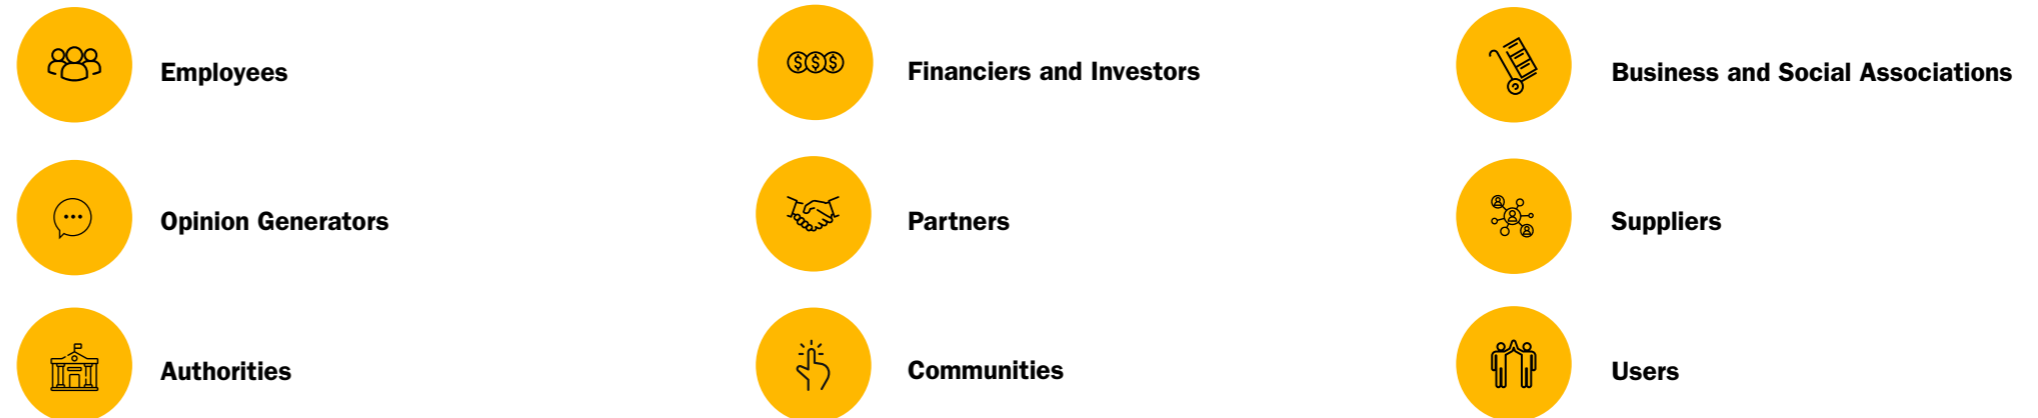 Employees
Financiers and Investors
Business and Social Associations
Opinion Generators
Partners
Suppliers
Authorities
Communities
Users